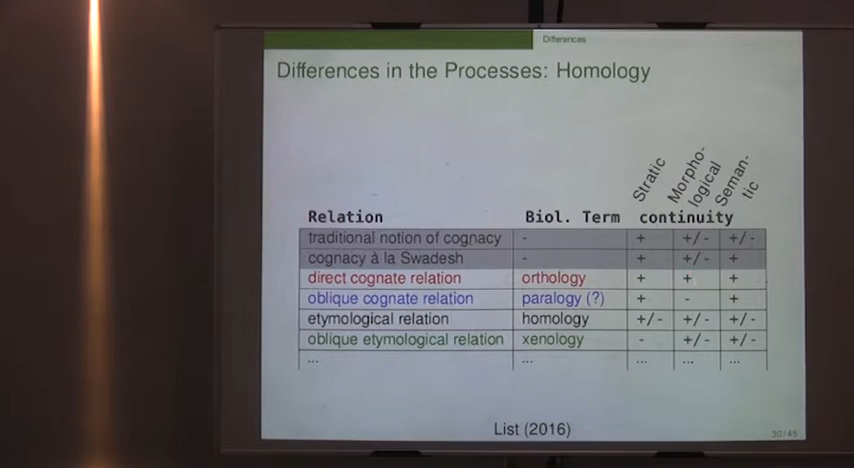 Differences
Differences in the Processes: Homology
Stratic Morpho-logical Seman-tic
Relation Biol. Term continuity
traditional notion of cognacy - + +/- +/-
cognacy à la Swadesh - + +/- +
direct cognate relation orthology + + +
oblique cognate relation paralogy (?) + - +
etymological relation homology +/- +/- +/-
oblique etymological relation xenology - +/- +/-
... ... ... ... ...
List (2016)
30/45